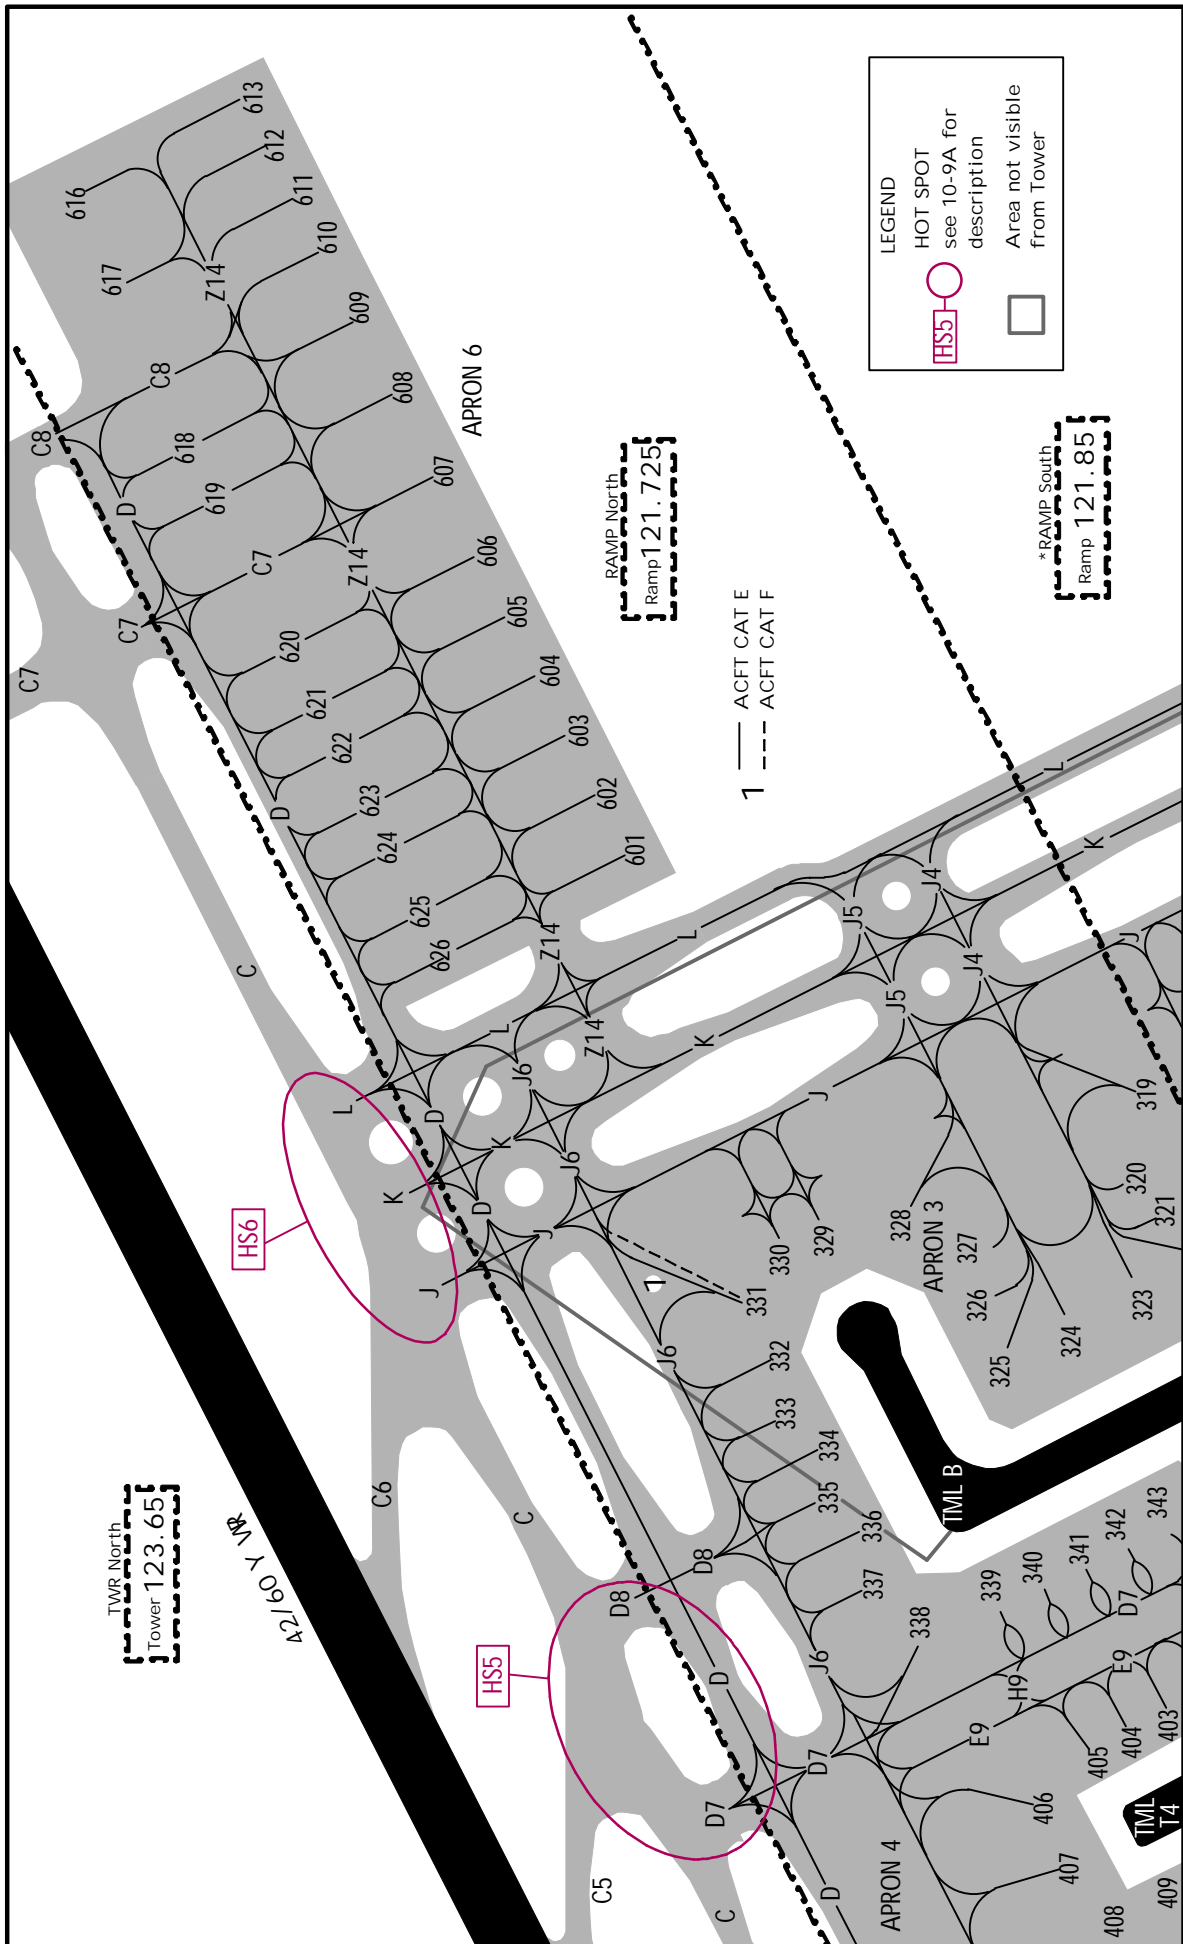 613
612
611
610
609
608
607
606
605
604
603
602
601
616
617
Z14
C8
C8
618
D
619
C7
C7
C7
Z14
620
621
622
D
623
624
625
626
Z14
APRON 6
LEGEND
HOT SPOT
see 10-9A for
description
HS5
Area not visible
from Tower
RAMP North
Ramp 121.725
*RAMP South
Ramp 121.85
1
ACFT CAT E
ACFT CAT F
C
L
L
L
L
D
K
K
K
K
D
J
J
J
J
J6
J6
Z14
J5
J5
J4
J4
HS6
319
320
321
323
324
325
326
327
328
APRON 3
329
330
331
1
332
333
334
335
336
337
338
J6
J6
TWR North
Tower 123.65
C6
C
D8
D8
HS5
D
D7
D7
D
C5
C
TML B
339
340
341
342
343
D7
H9
E9
E9
403
404
405
406
407
408
409
APRON 4
TML
T4